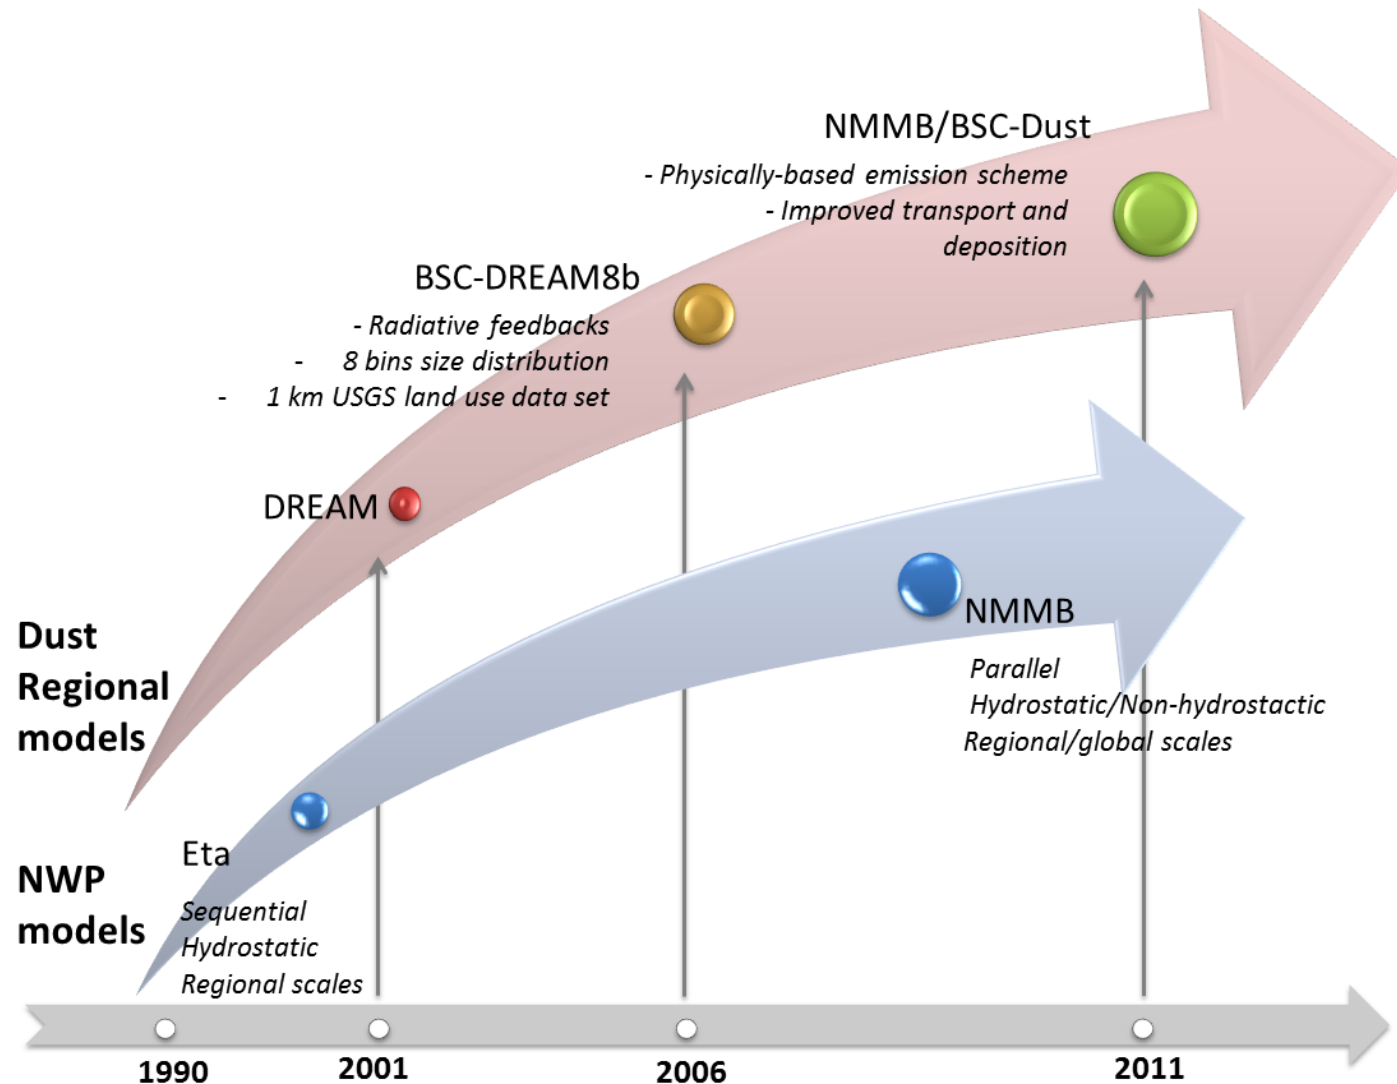 NMMB/BSC-Dust
- Physically-based emission scheme
- Improved transport and
deposition
BSC-DREAM8b
- Radiative feedbacks
- 8 bins size distribution
- 1 km USGS land use data set
DREAM
Dust
Regional
models
NMMB
Parallel
Hydrostatic/Non-hydrostactic
Regional/global scales
Eta
Sequential
Hydrostatic
Regional scales
NWP
models
1990
2001
2006
2011